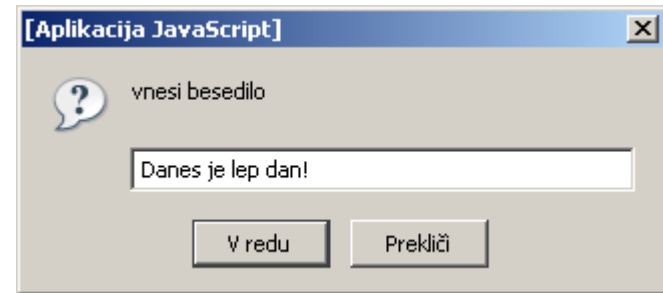 [Aplikacija JavaScript]
vnesi besedilo
Danes je lep dan!
V redu Prekliči